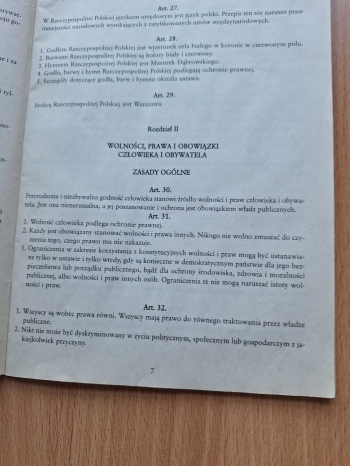 Art. 27.
W Rzeczypospolitej Polskiej językiem urzędowym jest język polski. Przepis ten nie narusza praw
mniejszości narodowych wynikających z ratyfikowanych umów międzynarodowych.
Art. 28.
1. Godłem Rzeczypospolitej Polskiej jest wizerunek orła białego w koronie w czerwonym polu.
2. Barwami Rzeczypospolitej Polskiej są kolory biały i czerwony.
3. Hymnem Rzeczypospolitej Polskiej jest Mazurek Dąbrowskiego.
4. Godło, barwy i hymn Rzeczypospolitej Polskiej podlegają ochronie prawnej.
5. Szczegóły dotyczące godła, barw i hymnu określa ustawa.
Art. 29.
Stolicą Rzeczypospolitej Polskiej jest Warszawa.
Rozdział II
WOLNOŚCI, PRAWA I OBOWIĄZKI
CZŁOWIEKA I OBYWATELA
ZASADY OGÓLNE
Art. 30.
Przyrodzona i niezbywalna godność człowieka stanowi źródło wolności i praw człowieka i obywa-
tela. Jest ona nienaruszalna, a jej poszanowanie i ochrona jest obowiązkiem władz publicznych.
Art. 31.
1. Wolność człowieka podlega ochronie prawnej.
2. Każdy jest obowiązany szanować wolności i prawa innych. Nikogo nie wolno zmuszać do czy-
nienia tego, czego prawo mu nie nakazuje.
3. Ograniczenia w zakresie korzystania z konstytucyjnych wolności i praw mogą być ustanawia-
ne tylko w ustawie i tylko wtedy, gdy są konieczne w demokratycznym państwie dla jego bez-
pieczeństwa lub porządku publicznego, bądź dla ochrony środowiska, zdrowia i moralności
publicznej, albo wolności i praw innych osób. Ograniczenia te nie mogą naruszać istoty wol-
ności i praw.
Art. 32.
1. Wszyscy są wobec prawa równi. Wszyscy mają prawo do równego traktowania przez władze
publiczne.
2. Nikt nie może być dyskryminowany w życiu politycznym, społecznym lub gospodarczym z ja-
kiejkolwiek przyczyny.
7